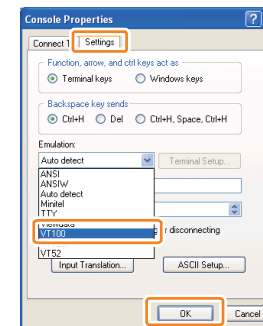 Console Properties ?
Connect T Settings
Function, arrow, and ctrl keys act as
Terminal keys Windows keys
Backspace key sends
Ctrl+H Del Ctrl+H, Space, Ctrl+H
Emulation:
Auto detect Terminal Setup...
ANSI
ANSIW
Auto detect
Minitel
TTY
Viewdata
VT100 r disconnecting
VT52
Input Translation... ASCII Setup...
OK Cancel